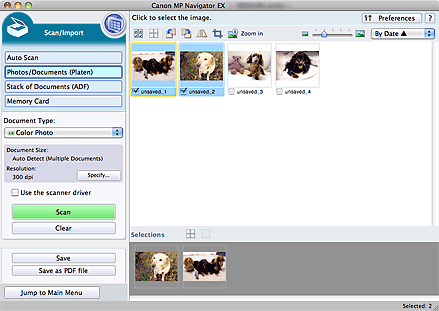 Canon MP Navigator EX
Scan/Import
Click to select the image.
Preferences
?
Zoom in
By Date ▲
Auto Scan
Photos/Documents (Platen)
Stack of Documents (ADF)
Memory Card
Document Type:
Color Photo
Document Size:
Auto Detect (Multiple Documents)
Resolution:
300 dpi
Specify...
Use the scanner driver
Scan
Clear
Save
Save as PDF file
Jump to Main Menu
unsaved_1
unsaved_2
unsaved_3
unsaved_4
Selections
Selected: 2